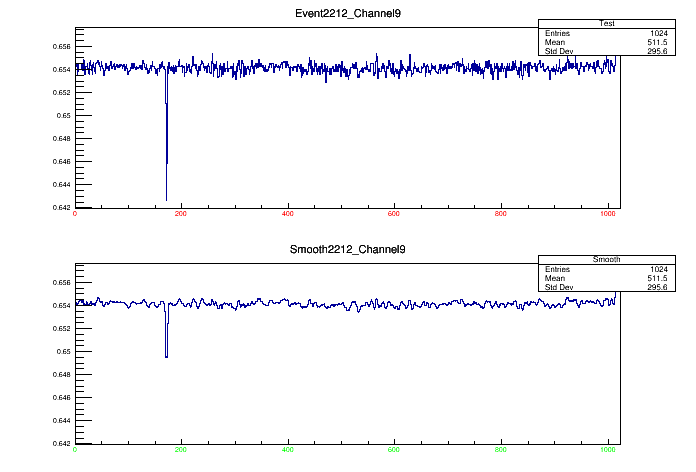 Event2212_Channel9
Test
Entries 1024
Mean 511.5
Std Dev 295.6
0.656
0.654
0.652
0.65
0.648
0.646
0.644
0.642
0 200 400 600 800 1000
Smooth2212_Channel9
Smooth
Entries 1024
Mean 511.5
Std Dev 295.6
0.656
0.654
0.652
0.65
0.648
0.646
0.644
0.642
0 200 400 600 800 1000